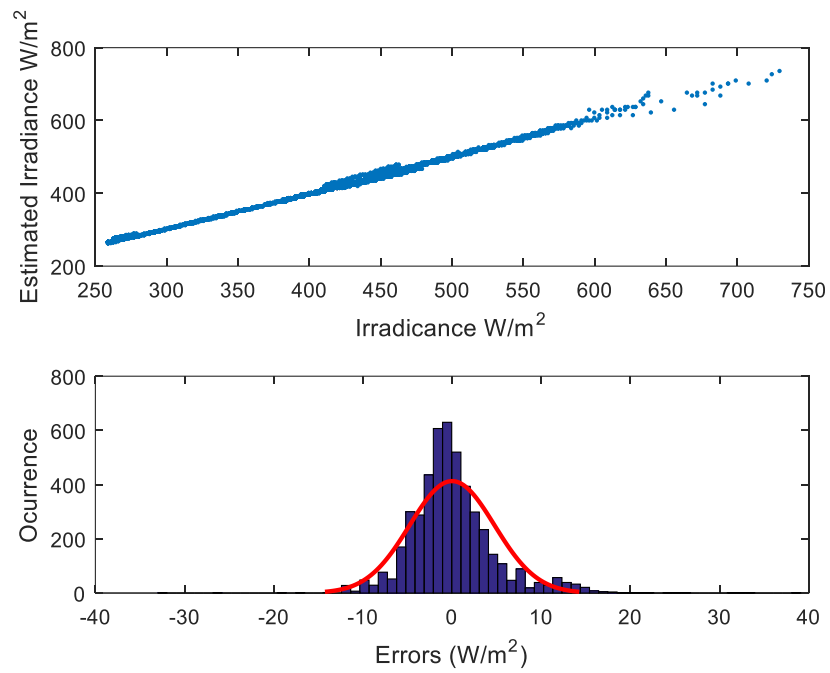 Estimated Irradiance W/m²
800
600
400
200
250 300 350 400 450 500 550 600 650 700 750
Irradicance W/m²
Ocurrence
800
600
400
200
0
-40 -30 -20 -10 0 10 20 30 40
Errors (W/m²)